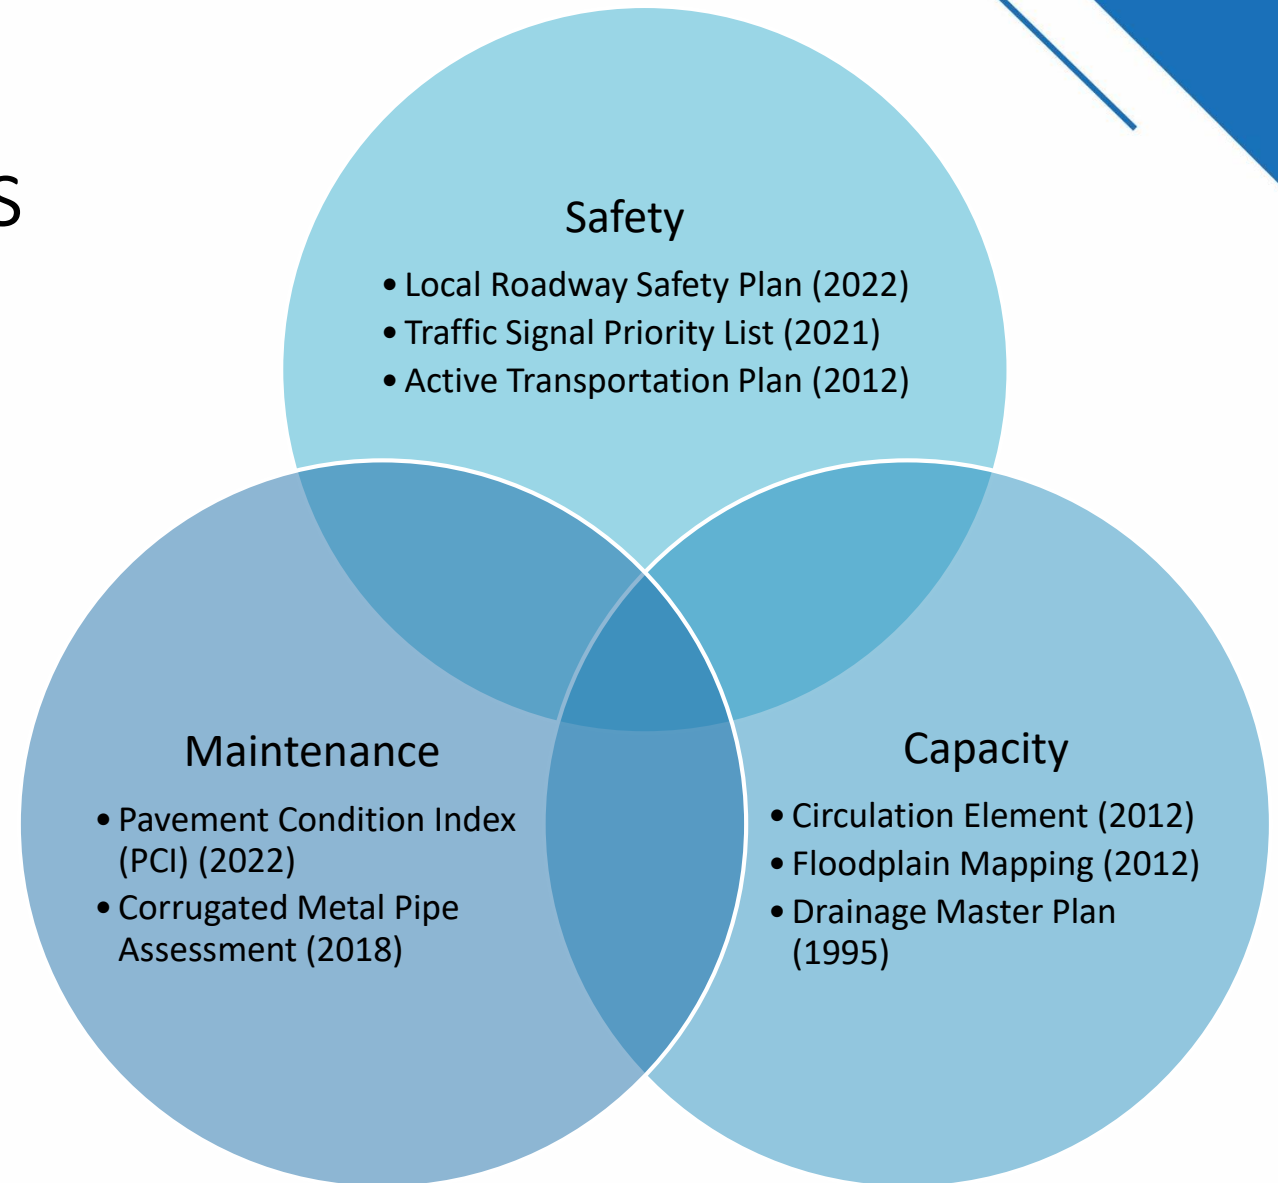 S
Safety
• Local Roadway Safety Plan (2022)
• Traffic Signal Priority List (2021)
• Active Transportation Plan (2012)
Maintenance
• Pavement Condition Index
(PCI) (2022)
• Corrugated Metal Pipe
Assessment (2018)
Capacity
• Circulation Element (2012)
• Floodplain Mapping (2012)
• Drainage Master Plan
(1995)